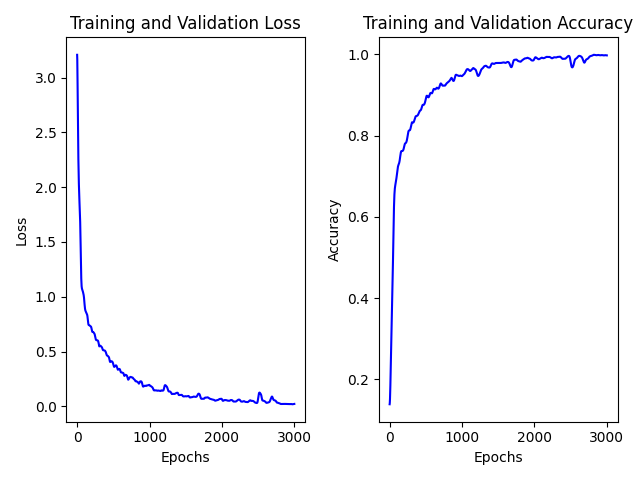 Training and Validation Loss
3.0
2.5
2.0
1.5
1.0
0.5
0.0
Loss
0 1000 2000 3000
Epochs
Training and Validation Accuracy
1.0
0.8
0.6
0.4
0.2
Accuracy
0 1000 2000 3000
Epochs